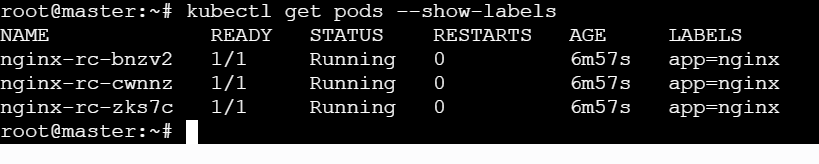 root@master:~# kubectl get pods --show-labels
NAME READY STATUS RESTARTS AGE LABELS
nginx-rc-bnzv2 1/1 Running 0 6m57s app=nginx
nginx-rc-cwnnz 1/1 Running 0 6m57s app=nginx
nginx-rc-zks7c 1/1 Running 0 6m57s app=nginx
root@master:~#